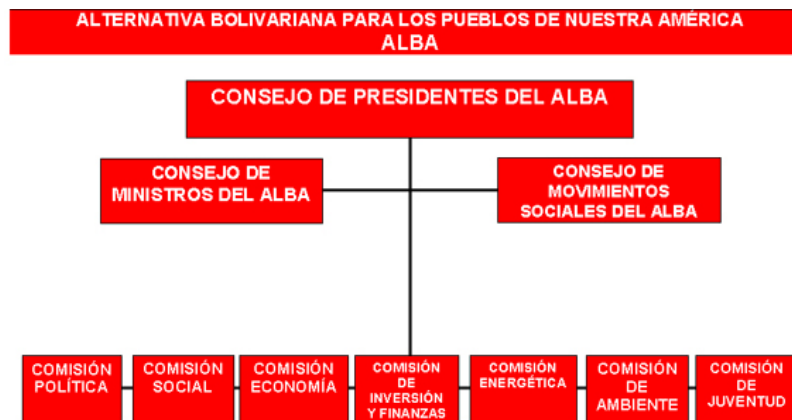 ALTERNATIVA BOLIVARIANA PARA LOS PUEBLOS DE NUESTRA AMÉRICA
ALBA
CONSEJO DE PRESIDENTES DEL ALBA
CONSEJO DE
MINISTROS DEL ALBA
CONSEJO DE
MOVIMIENTOS
SOCIALES DEL ALBA
COMISIÓN
POLÍTICA
COMISIÓN
SOCIAL
COMISIÓN
ECONOMÍA
COMISIÓN
DE
INVERSIÓN
Y FINANZAS
COMISIÓN
ENERGÉTICA
COMISIÓN
DE
AMBIENTE
COMISIÓN
DE
JUVENTUD